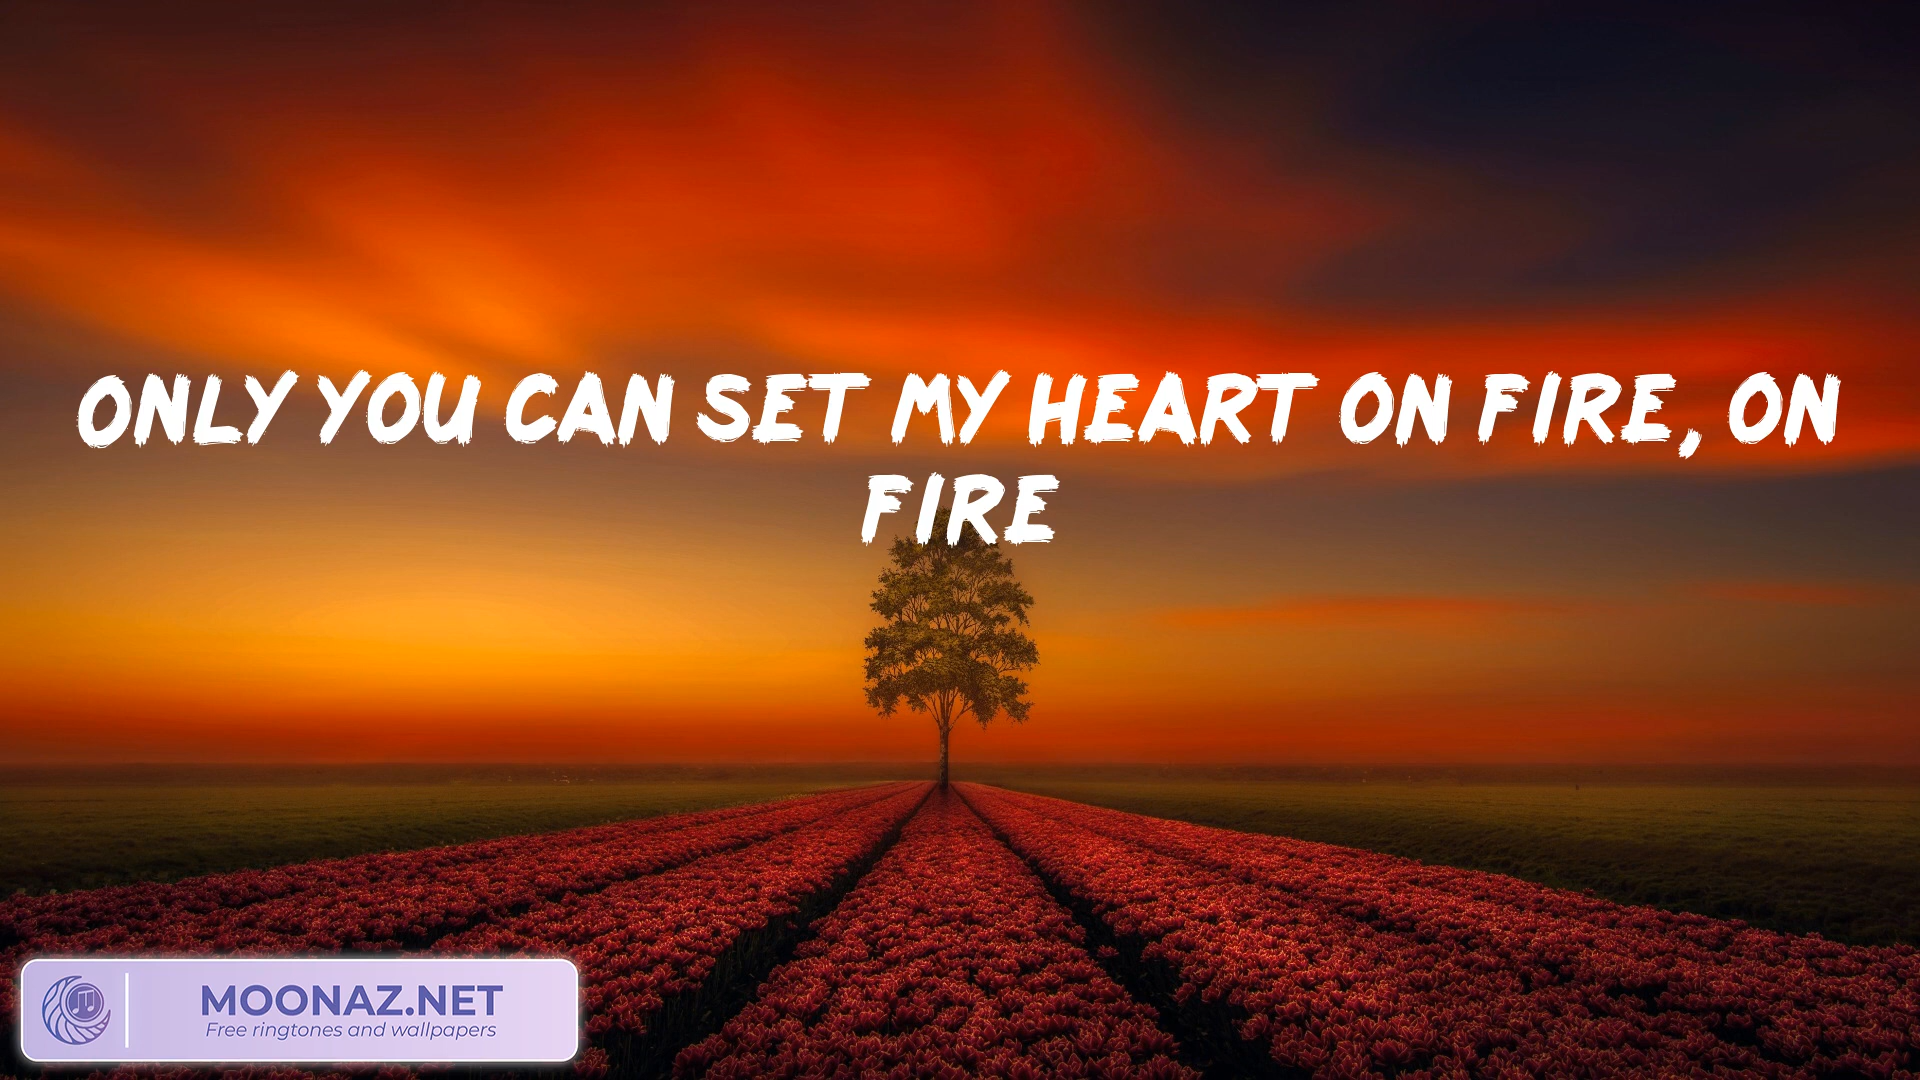 ONLY YOU CAN SET MY HEART ON FIRE, ON
FIRE
MOONAZ.NET
Free ringtones and wallpapers